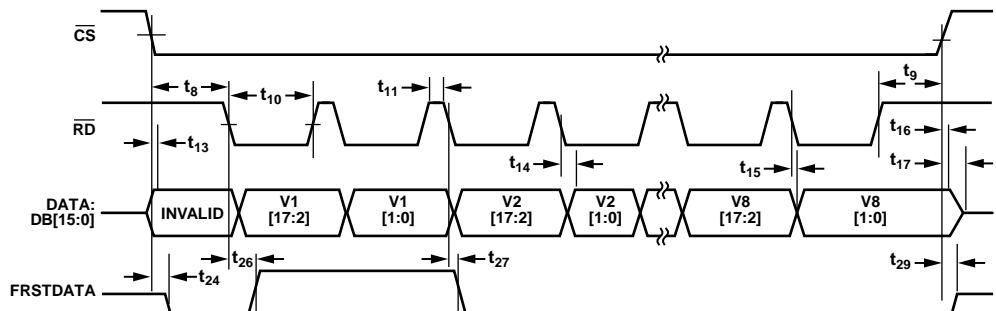 CS
t8
t10
t11
t9
RD
t13
t14
t15
t16
t17
DATA:
DB[15:0]
INVALID
V1
[17:2]
V1
[1:0]
V2
[17:2]
V2
[1:0]
V8
[17:2]
V8
[1:0]
t24
t26
t27
t29
FRSTDATA